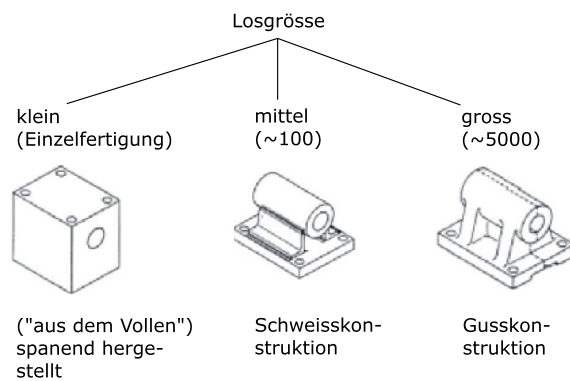 Losgrösse
klein
(Einzelfertigung)
mittel
(~100)
gross
(~5000)
("aus dem Vollen")
spanend herge-
stellt
Schweisskon-
struktion
Gusskon-
struktion